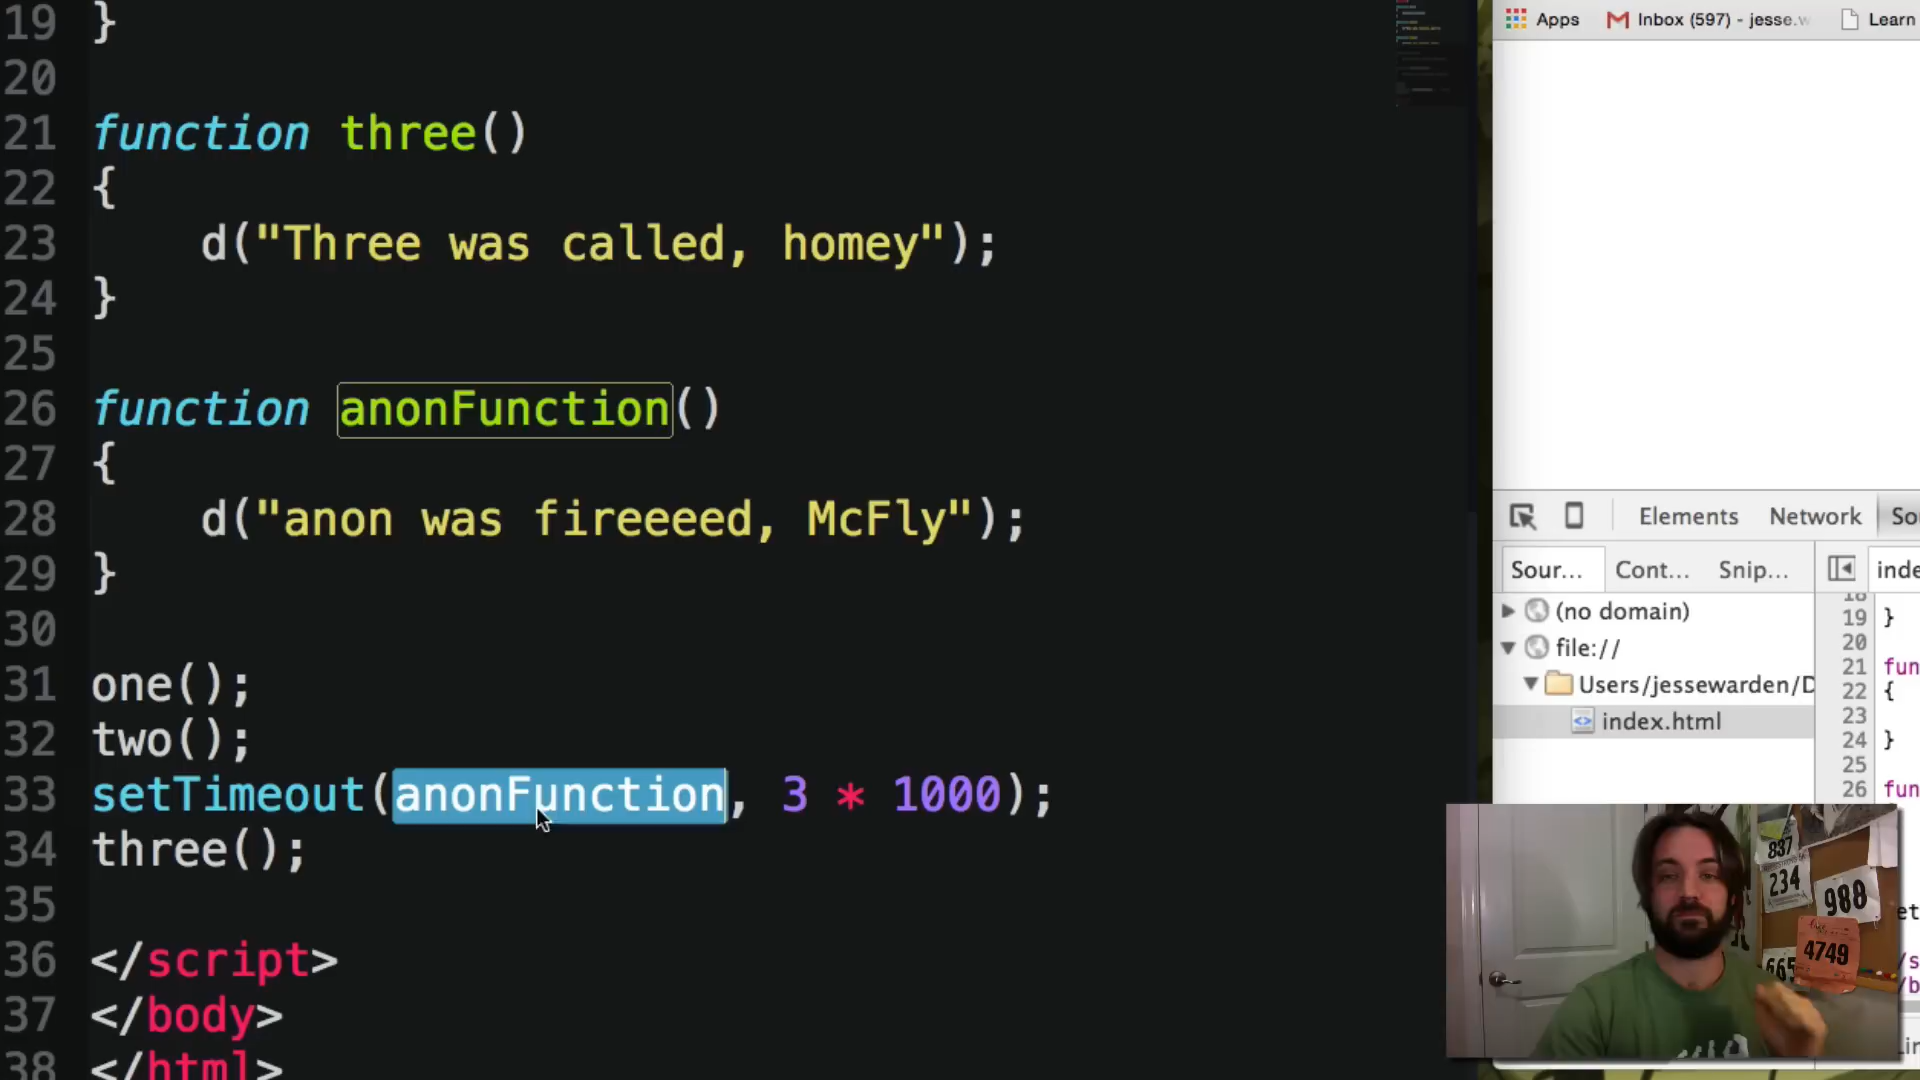 19 }
20
21 function three()
22 {
23 d("Three was called, homey");
24 }
25
26 function anonFunction()
27 {
28 d("anon was fireeeed, McFly");
29 }
30
31 one();
32 two();
33 setTimeout(anonFunction, 3 * 1000);
34 three();
35
36 </script>
37 </body>
38 </html>
Apps Inbox (597) - jesse.w Learn
Elements Network So
Sour... Cont... Snip... inde
(no domain)
file://
Users/jessewarden/D
index.html
18
19 }
20
21 fun
22 {
23
24 }
25
26 fun
837
234
988
4749
665